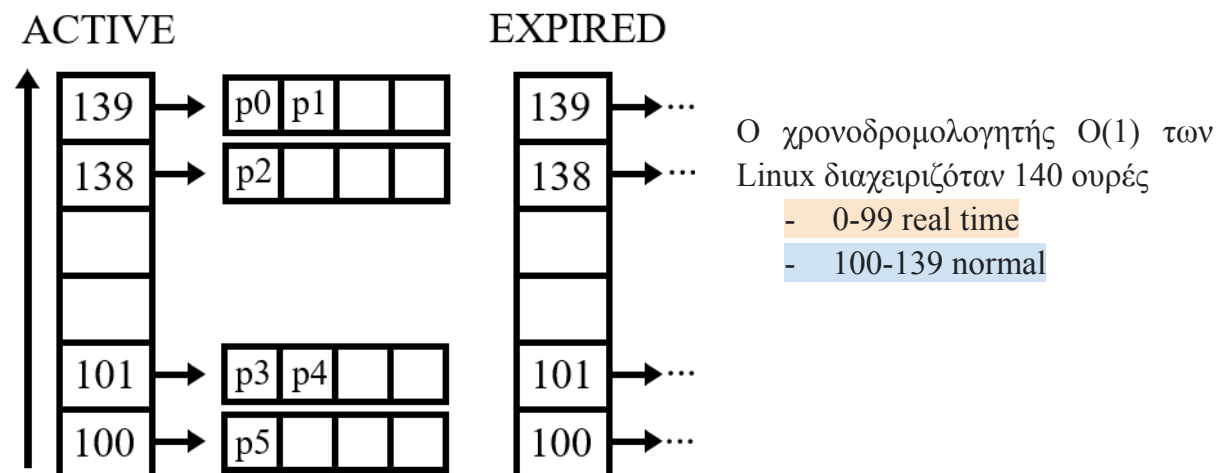 ACTIVE EXPIRED
139 p0 p1 139 ...
138 p2 138 ...
101 p3 p4 101 ...
100 p5 100 ...
Ο χρονοδρομολογητής Ο(1) των
Linux διαχειριζόταν 140 ουρές
- 0-99 real time
- 100-139 normal